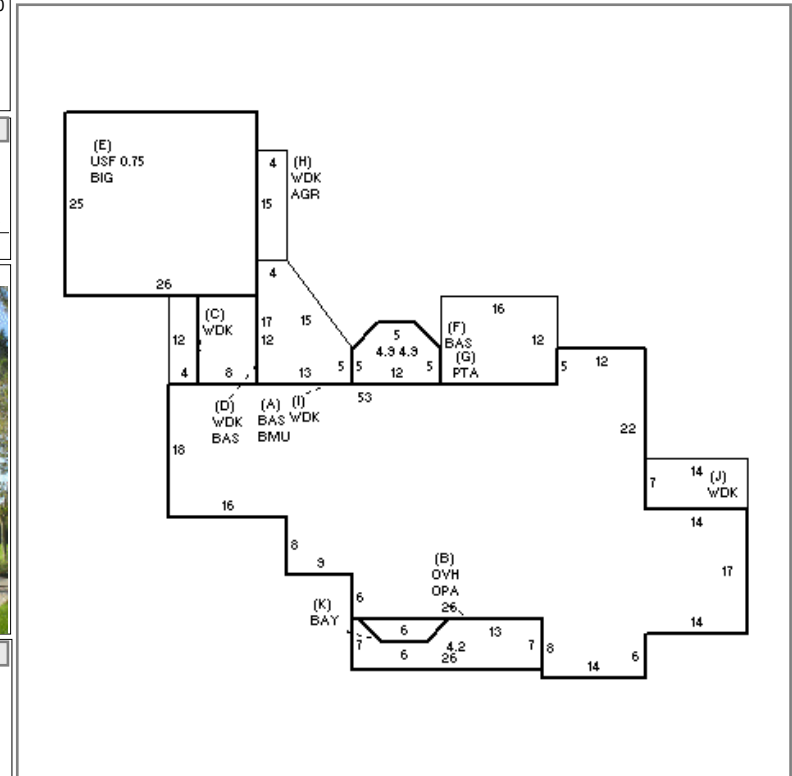 (E)
USF 0.75
BIG
4
(H)
WDK
AGR
25
15
26
4
(C)
WDK
17
15
12
12
4
8
13
5
5
4.9 4.9
5
12
5
(F)
BAS
(G)
PTA
16
12
5
12
53
(D)
WDK
BAS
(A)
BAS
BMU
(I)
WDK
18
22
16
14
(J)
WDK
7
14
8
9
17
(B)
OVH
OPA
26
6
(K)
BAY
6
13
14
7
6
4.2
26
7
8
14
6